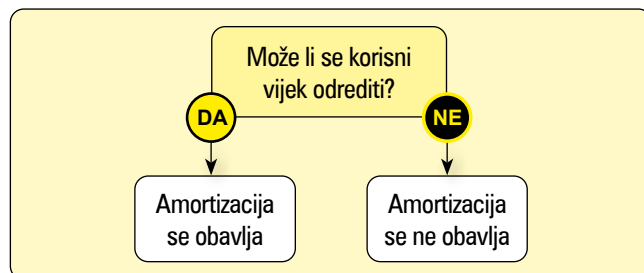 Može li se korisni
vijek odrediti?
DA
NE
Amortizacija
se obavlja
Amortizacija
se ne obavlja